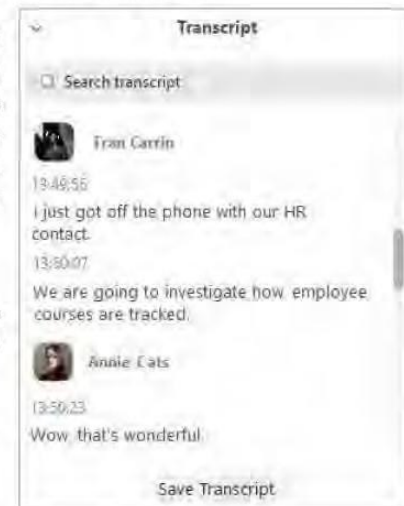 Transcript
Search transcript
Fran Carrin
13:49:56
I just got off the phone with our HR
contact.
13:50:07
We are going to investigate how employee
courses are tracked.
Annie Cats
13:50:23
Wow that's wonderful
Save Transcript